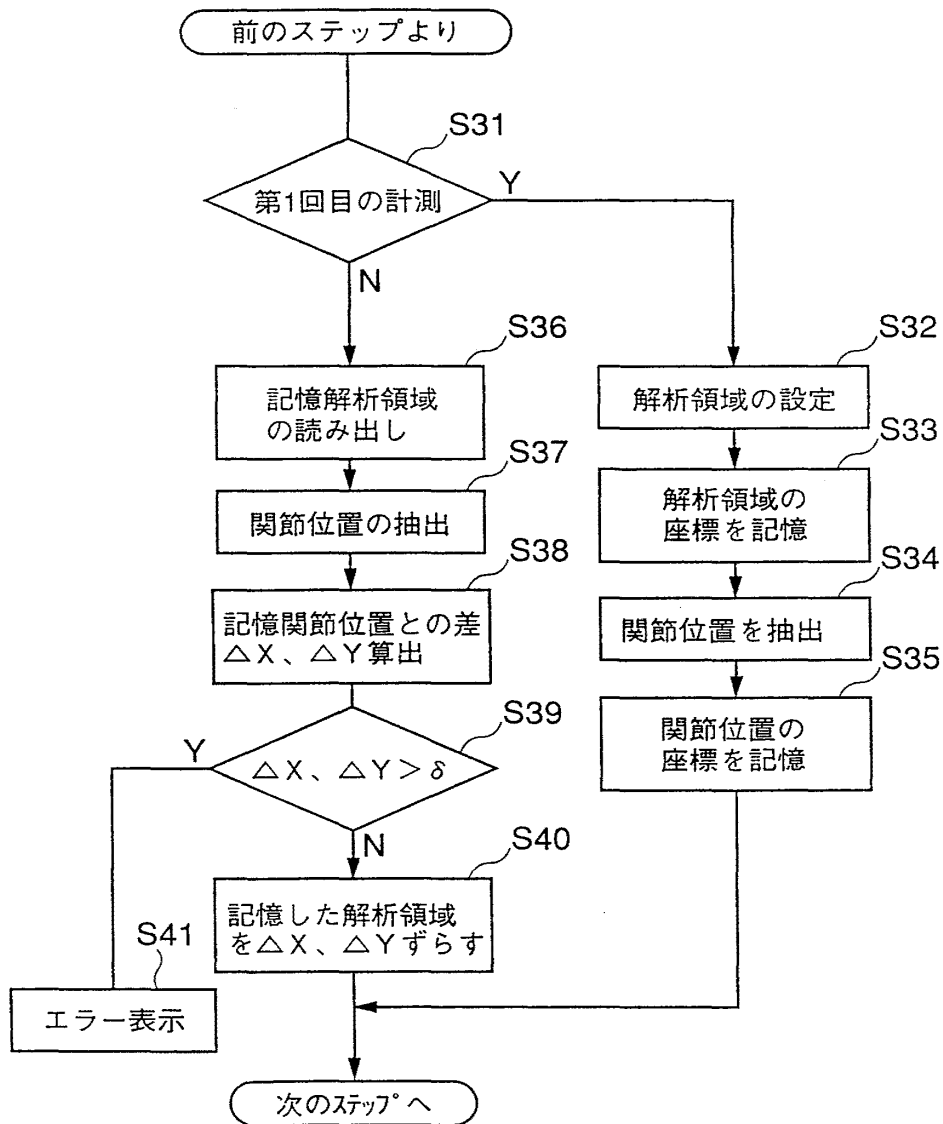 前のステップより
S31
第1回目の計測
Y
N
S36
記憶解析領域
の読み出し
S37
関節位置の抽出
S38
記憶関節位置との差
△X、△Y算出
S39
Y
△X、△Y>δ
N
S40
記憶した解析領域
を△X、△Yずらす
S41
エラー表示
S32
解析領域の設定
S33
解析領域の
座標を記憶
S34
関節位置を抽出
S35
関節位置の
座標を記憶
次のｽﾃｯﾌﾟへ